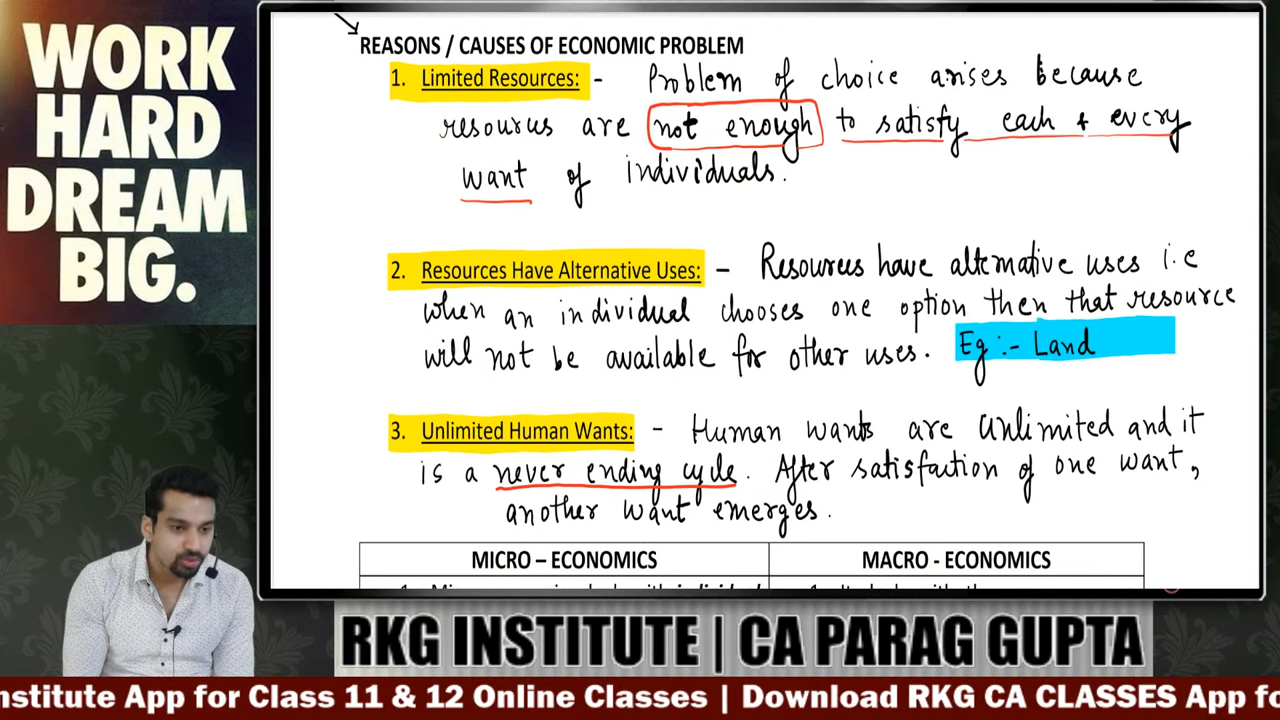 WORK
HARD
DREAM
BIG.
REASONS / CAUSES OF ECONOMIC PROBLEM
1. Limited Resources: - Problem of choice arises because
resourus are not enough to satisfy each & every
want of individuals.
2. Resources Have Alternative Uses: - Resources have alternative uses i.e
when an individual chooses one option then that resource
will not be available for other uses. Eg :- Land
3. Unlimited Human Wants: - Human wants are unlimited and it
is a never ending cycle. After satisfaction of one want,
another want emerges.
MICRO – ECONOMICS MACRO - ECONOMICS
RKG INSTITUTE | CA PARAG GUPTA
nstitute App for Class 11 & 12 Online Classes | Download RKG CA CLASSES App fo